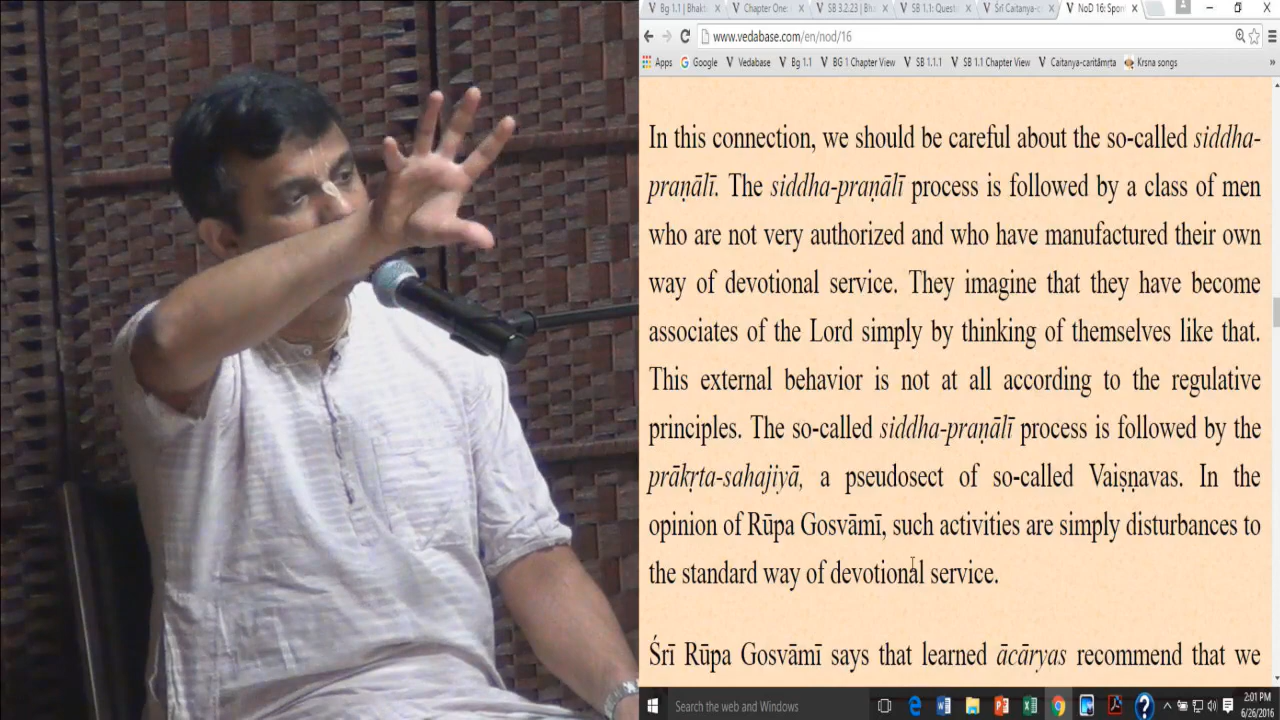 Bg 1.1 | Bhakt
Chapter One:
SB 3.2.23 | Bh
SB 1.1: Quest
Śrī Caitanya-c
NoD 16: Spon
www.vedabase.com/en/nod/16
Apps
Google
Vedabase
Bg 1.1
BG 1 Chapter View
SB 1.1.1
SB 1.1 Chapter View
Caitanya-caritāmṛta
Krsna songs
»
In this connection, we should be careful about the so-called siddha-
praṇālī. The siddha-praṇālī process is followed by a class of men
who are not very authorized and who have manufactured their own
way of devotional service. They imagine that they have become
associates of the Lord simply by thinking of themselves like that.
This external behavior is not at all according to the regulative
principles. The so-called siddha-praṇālī process is followed by the
prākṛta-sahajiyā, a pseudosect of so-called Vaiṣṇavas. In the
opinion of Rūpa Gosvāmī, such activities are simply disturbances to
the standard way of devotional service.
Śrī Rūpa Gosvāmī says that learned ācāryas recommend that we
Search the web and Windows
2:01 PM
6/26/2016